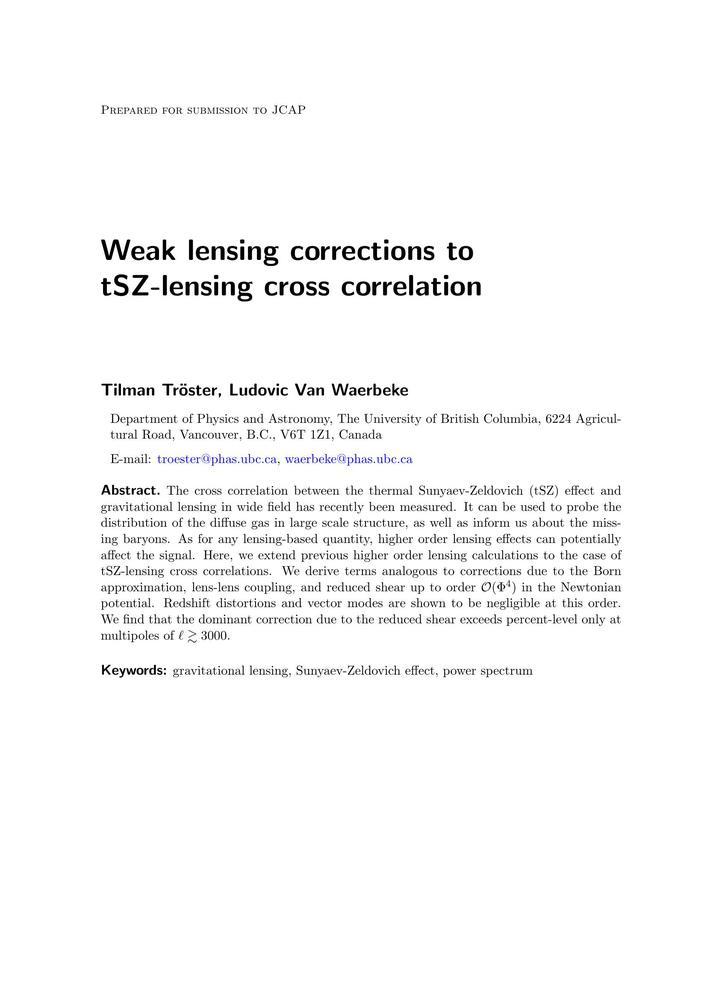 Prepared for submission to JCAP
Weak lensing corrections to
tSZ-lensing cross correlation
Tilman Tröster, Ludovic Van Waerbeke
Department of Physics and Astronomy, The University of British Columbia, 6224 Agricul-
tural Road, Vancouver, B.C., V6T 1Z1, Canada
E-mail: troester@phas.ubc.ca, waerbeke@phas.ubc.ca
Abstract. The cross correlation between the thermal Sunyaev-Zeldovich (tSZ) effect and
gravitational lensing in wide field has recently been measured. It can be used to probe the
distribution of the diffuse gas in large scale structure, as well as inform us about the miss-
ing baryons. As for any lensing-based quantity, higher order lensing effects can potentially
affect the signal. Here, we extend previous higher order lensing calculations to the case of
tSZ-lensing cross correlations. We derive terms analogous to corrections due to the Born
approximation, lens-lens coupling, and reduced shear up to order 𝒪(Φ⁴) in the Newtonian
potential. Redshift distortions and vector modes are shown to be negligible at this order.
We find that the dominant correction due to the reduced shear exceeds percent-level only at
multipoles of ℓ ≳ 3000.
Keywords: gravitational lensing, Sunyaev-Zeldovich effect, power spectrum